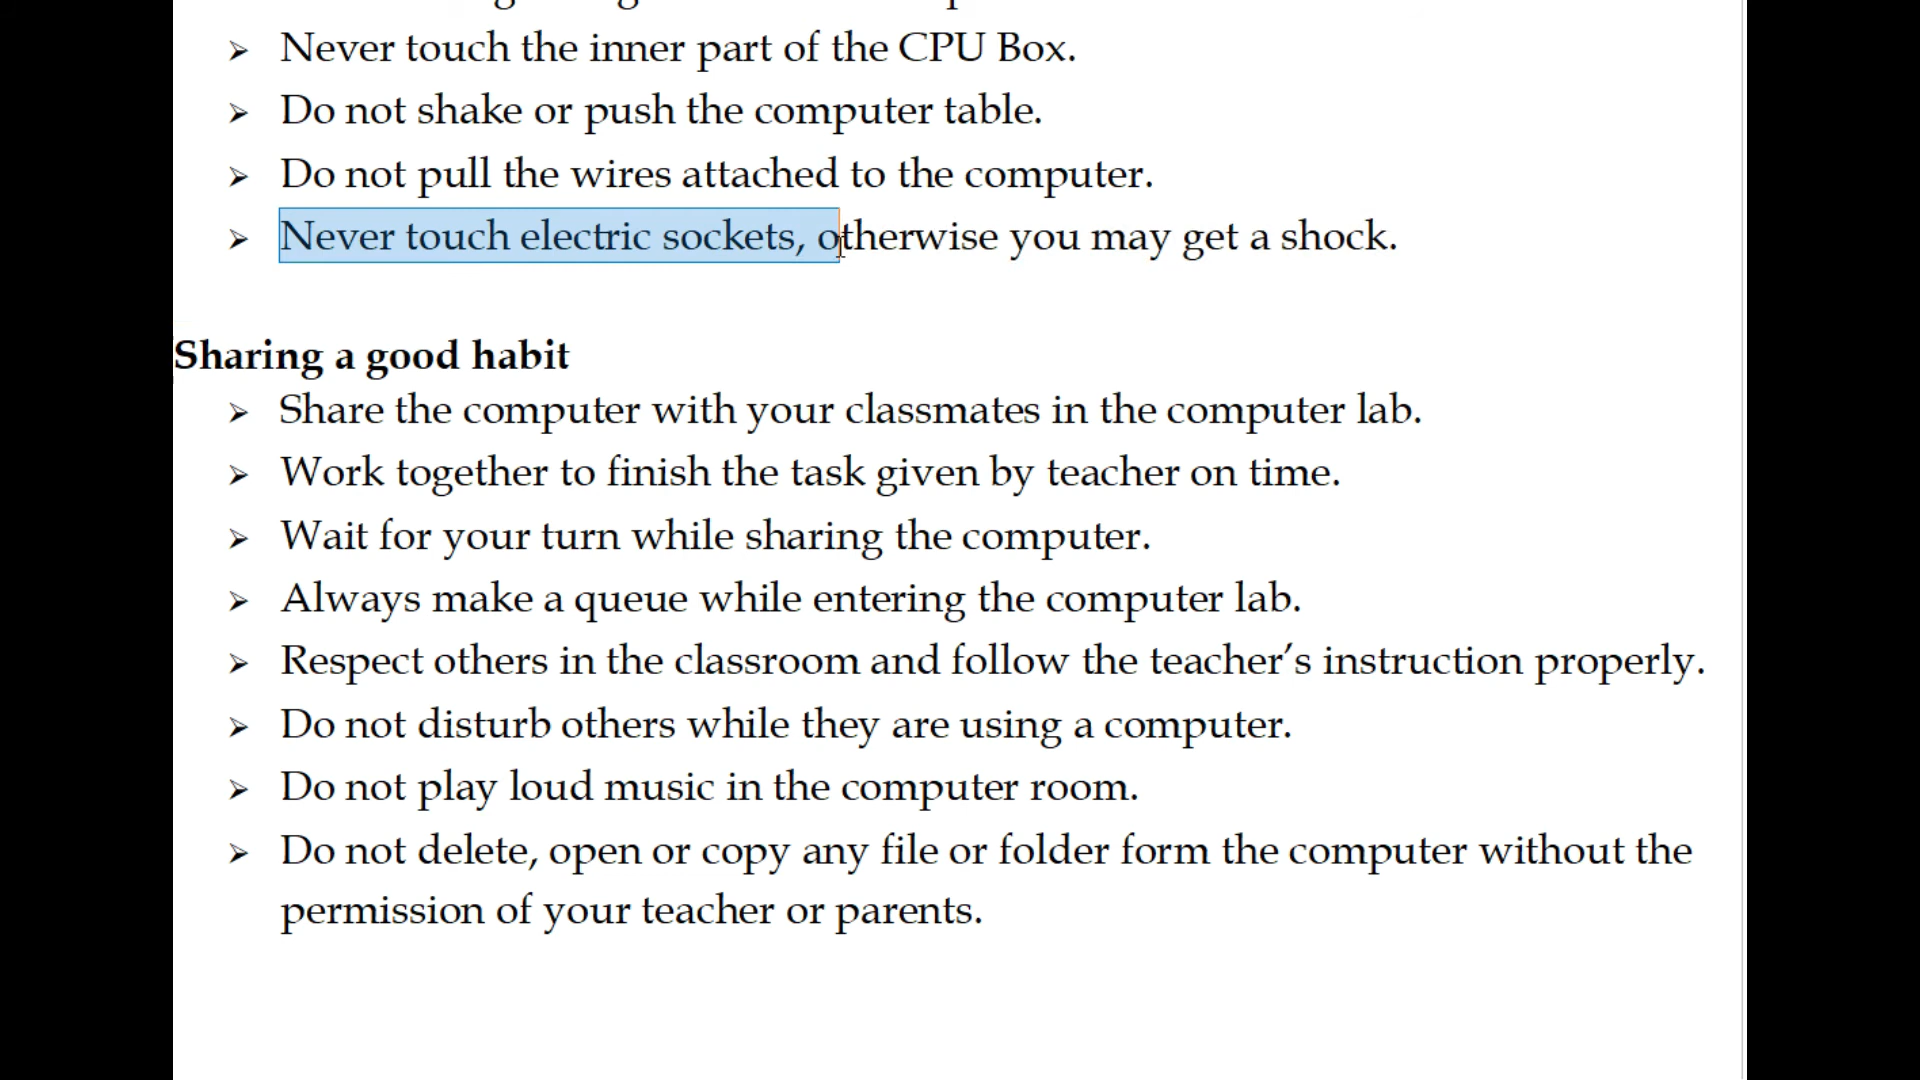 ➢ Never touch the inner part of the CPU Box.
➢ Do not shake or push the computer table.
➢ Do not pull the wires attached to the computer.
➢ Never touch electric sockets, otherwise you may get a shock.
Sharing a good habit
➢ Share the computer with your classmates in the computer lab.
➢ Work together to finish the task given by teacher on time.
➢ Wait for your turn while sharing the computer.
➢ Always make a queue while entering the computer lab.
➢ Respect others in the classroom and follow the teacher’s instruction properly.
➢ Do not disturb others while they are using a computer.
➢ Do not play loud music in the computer room.
➢ Do not delete, open or copy any file or folder form the computer without the
permission of your teacher or parents.